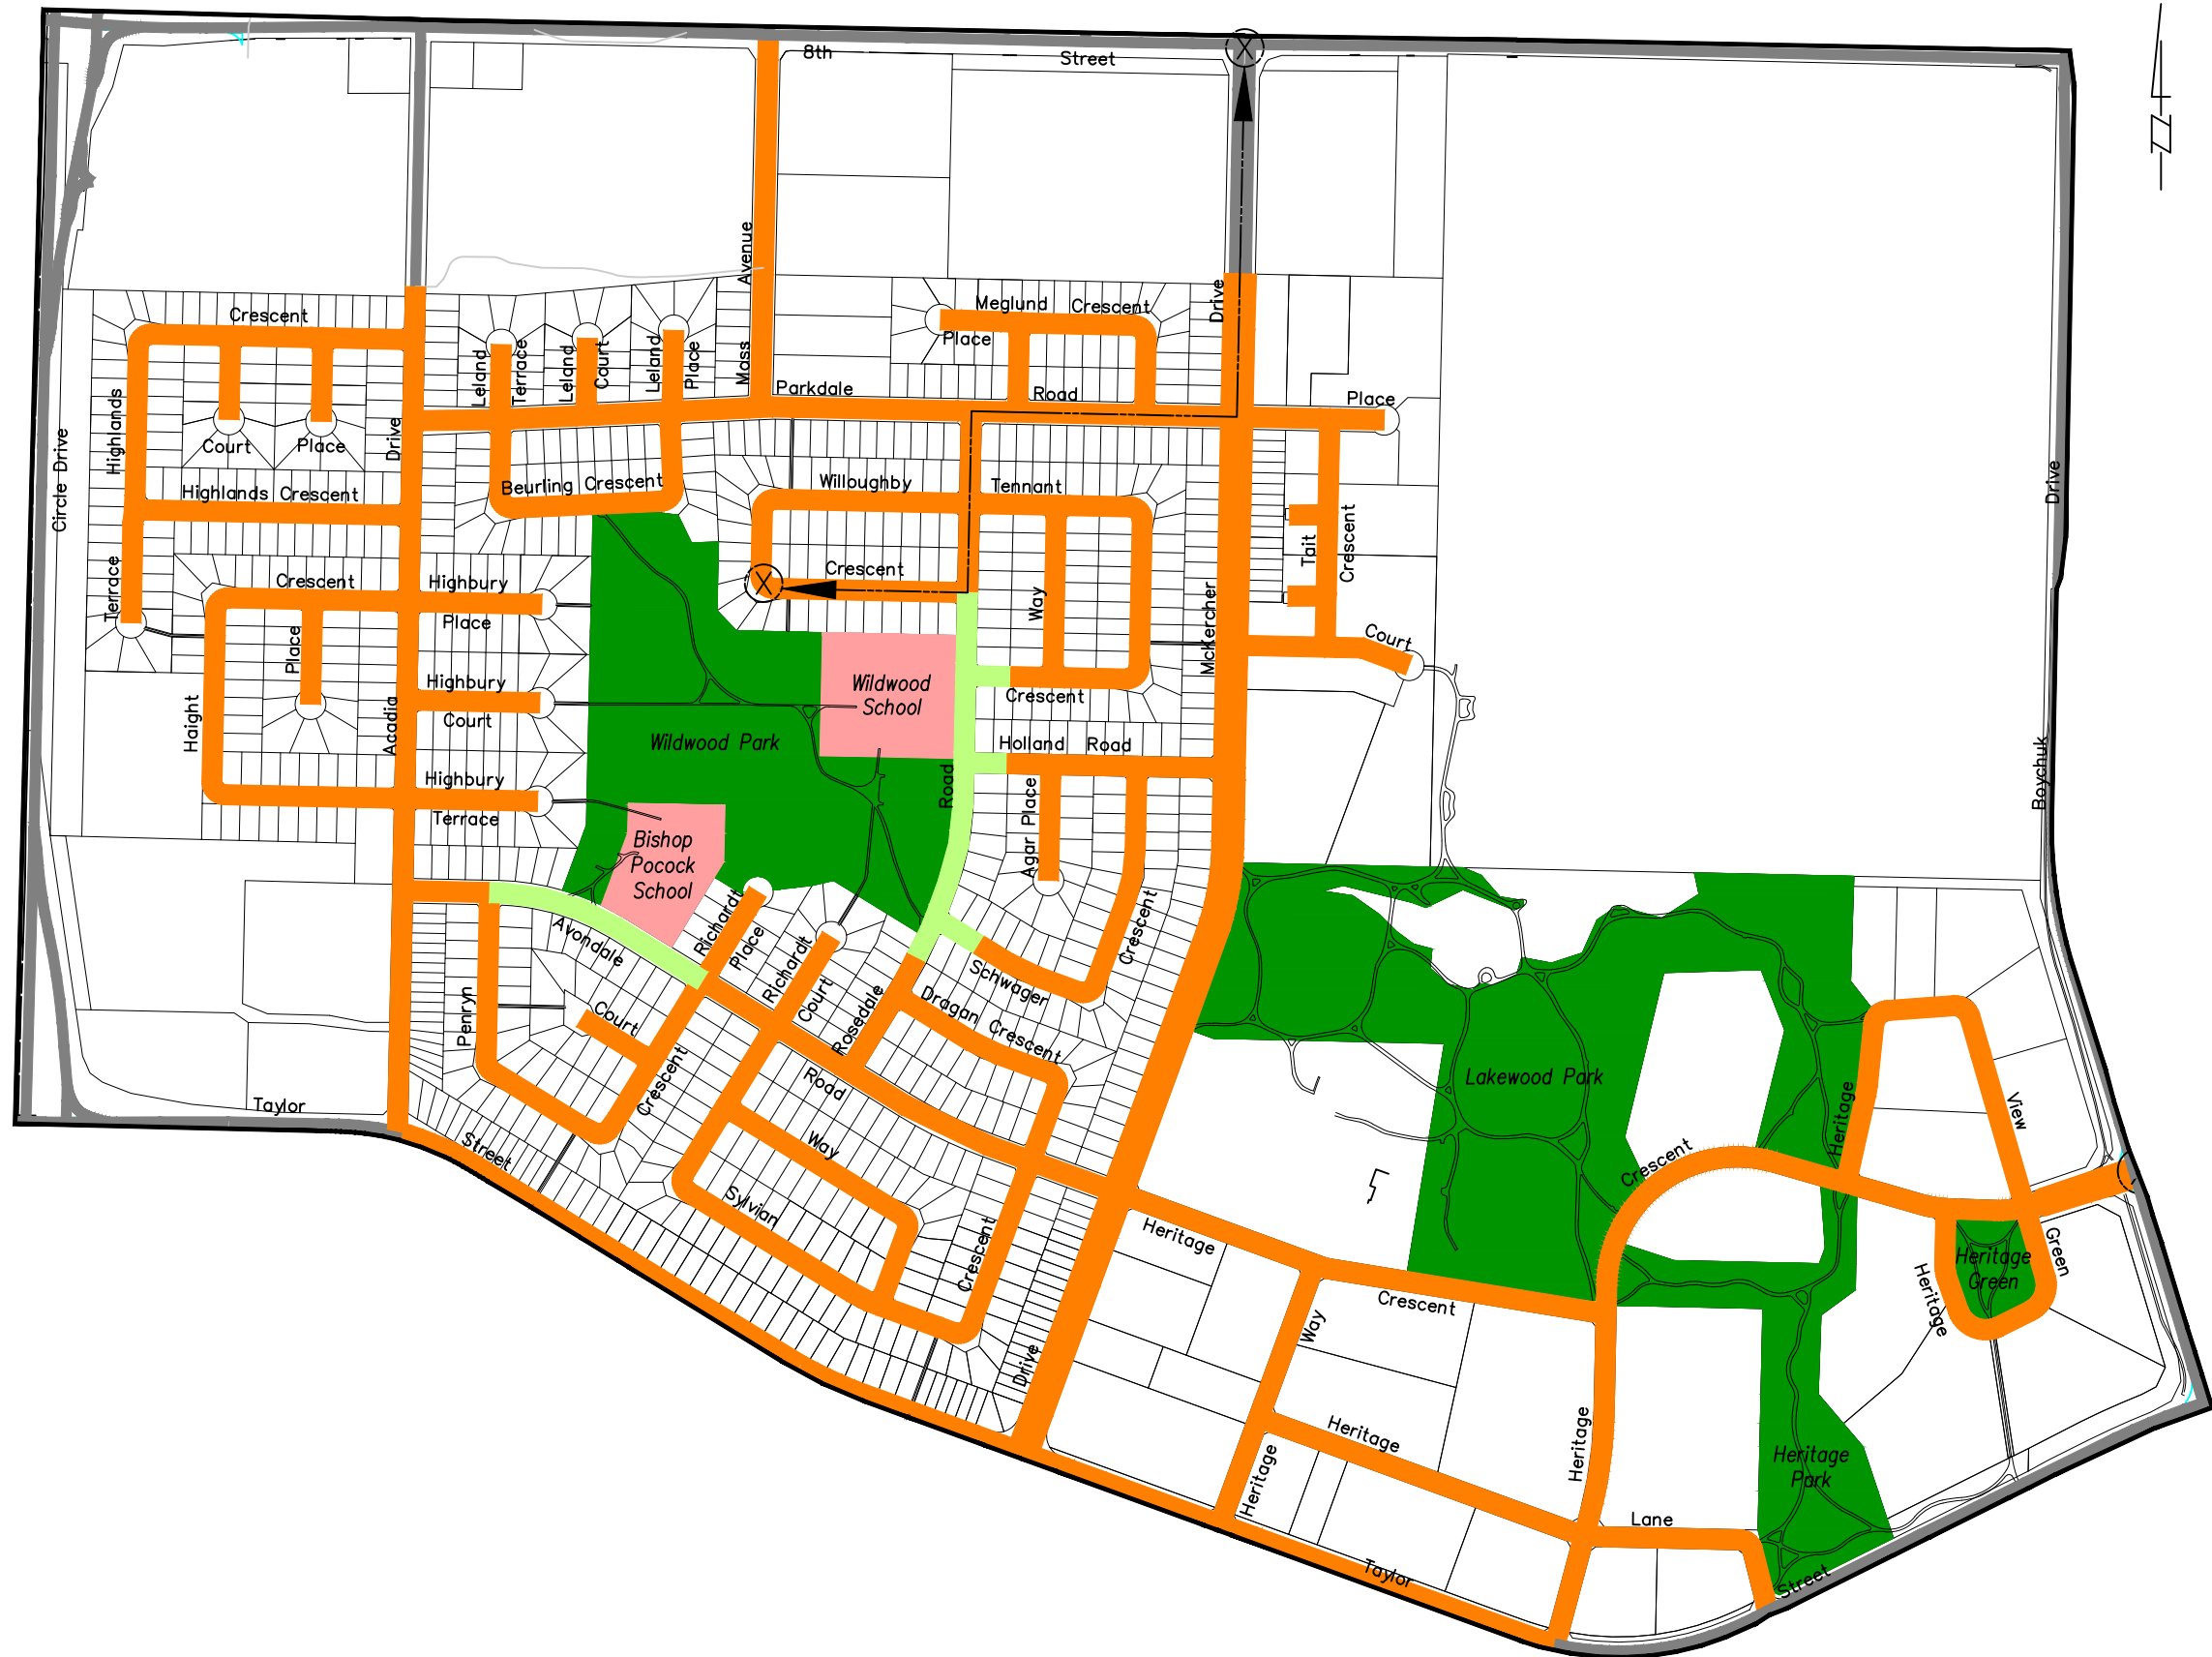 8th
Street
X
N
Avenue
Mass
Crescent
Meglund
Crescent
Place
Drive
Leland
Terrace
Leland
Court
Leland
Place
Parkdale
Road
Place
Highlands
Court
Place
Drive
Circle Drive
Highlands Crescent
Beurling Crescent
Willoughby
Tennant
Drive
Tait
Crescent
Crescent
Terrace
Crescent
Highbury
Place
Place
Way
McKercher
Court
Haight
Acadia
Highbury
Court
Wildwood
School
Crescent
Wildwood Park
Holland
Road
Highbury
Terrace
Road
Agar Place
Boychuk
Bishop
Pocock
School
Avondale
Richardt
Place
Richardt
Court
Rosedale
Schwager
Crescent
Dragan
Crescent
Penryn
Court
Crescent
Road
Lakewood Park
Taylor
Street
Way
Sylvian
Crescent
Drive
Heritage
View
Crescent
Heritage
Crescent
Way
Heritage
Green
Heritage
Green
Heritage
Heritage
Heritage
Heritage
Park
Heritage
Lane
Taylor
Street
X